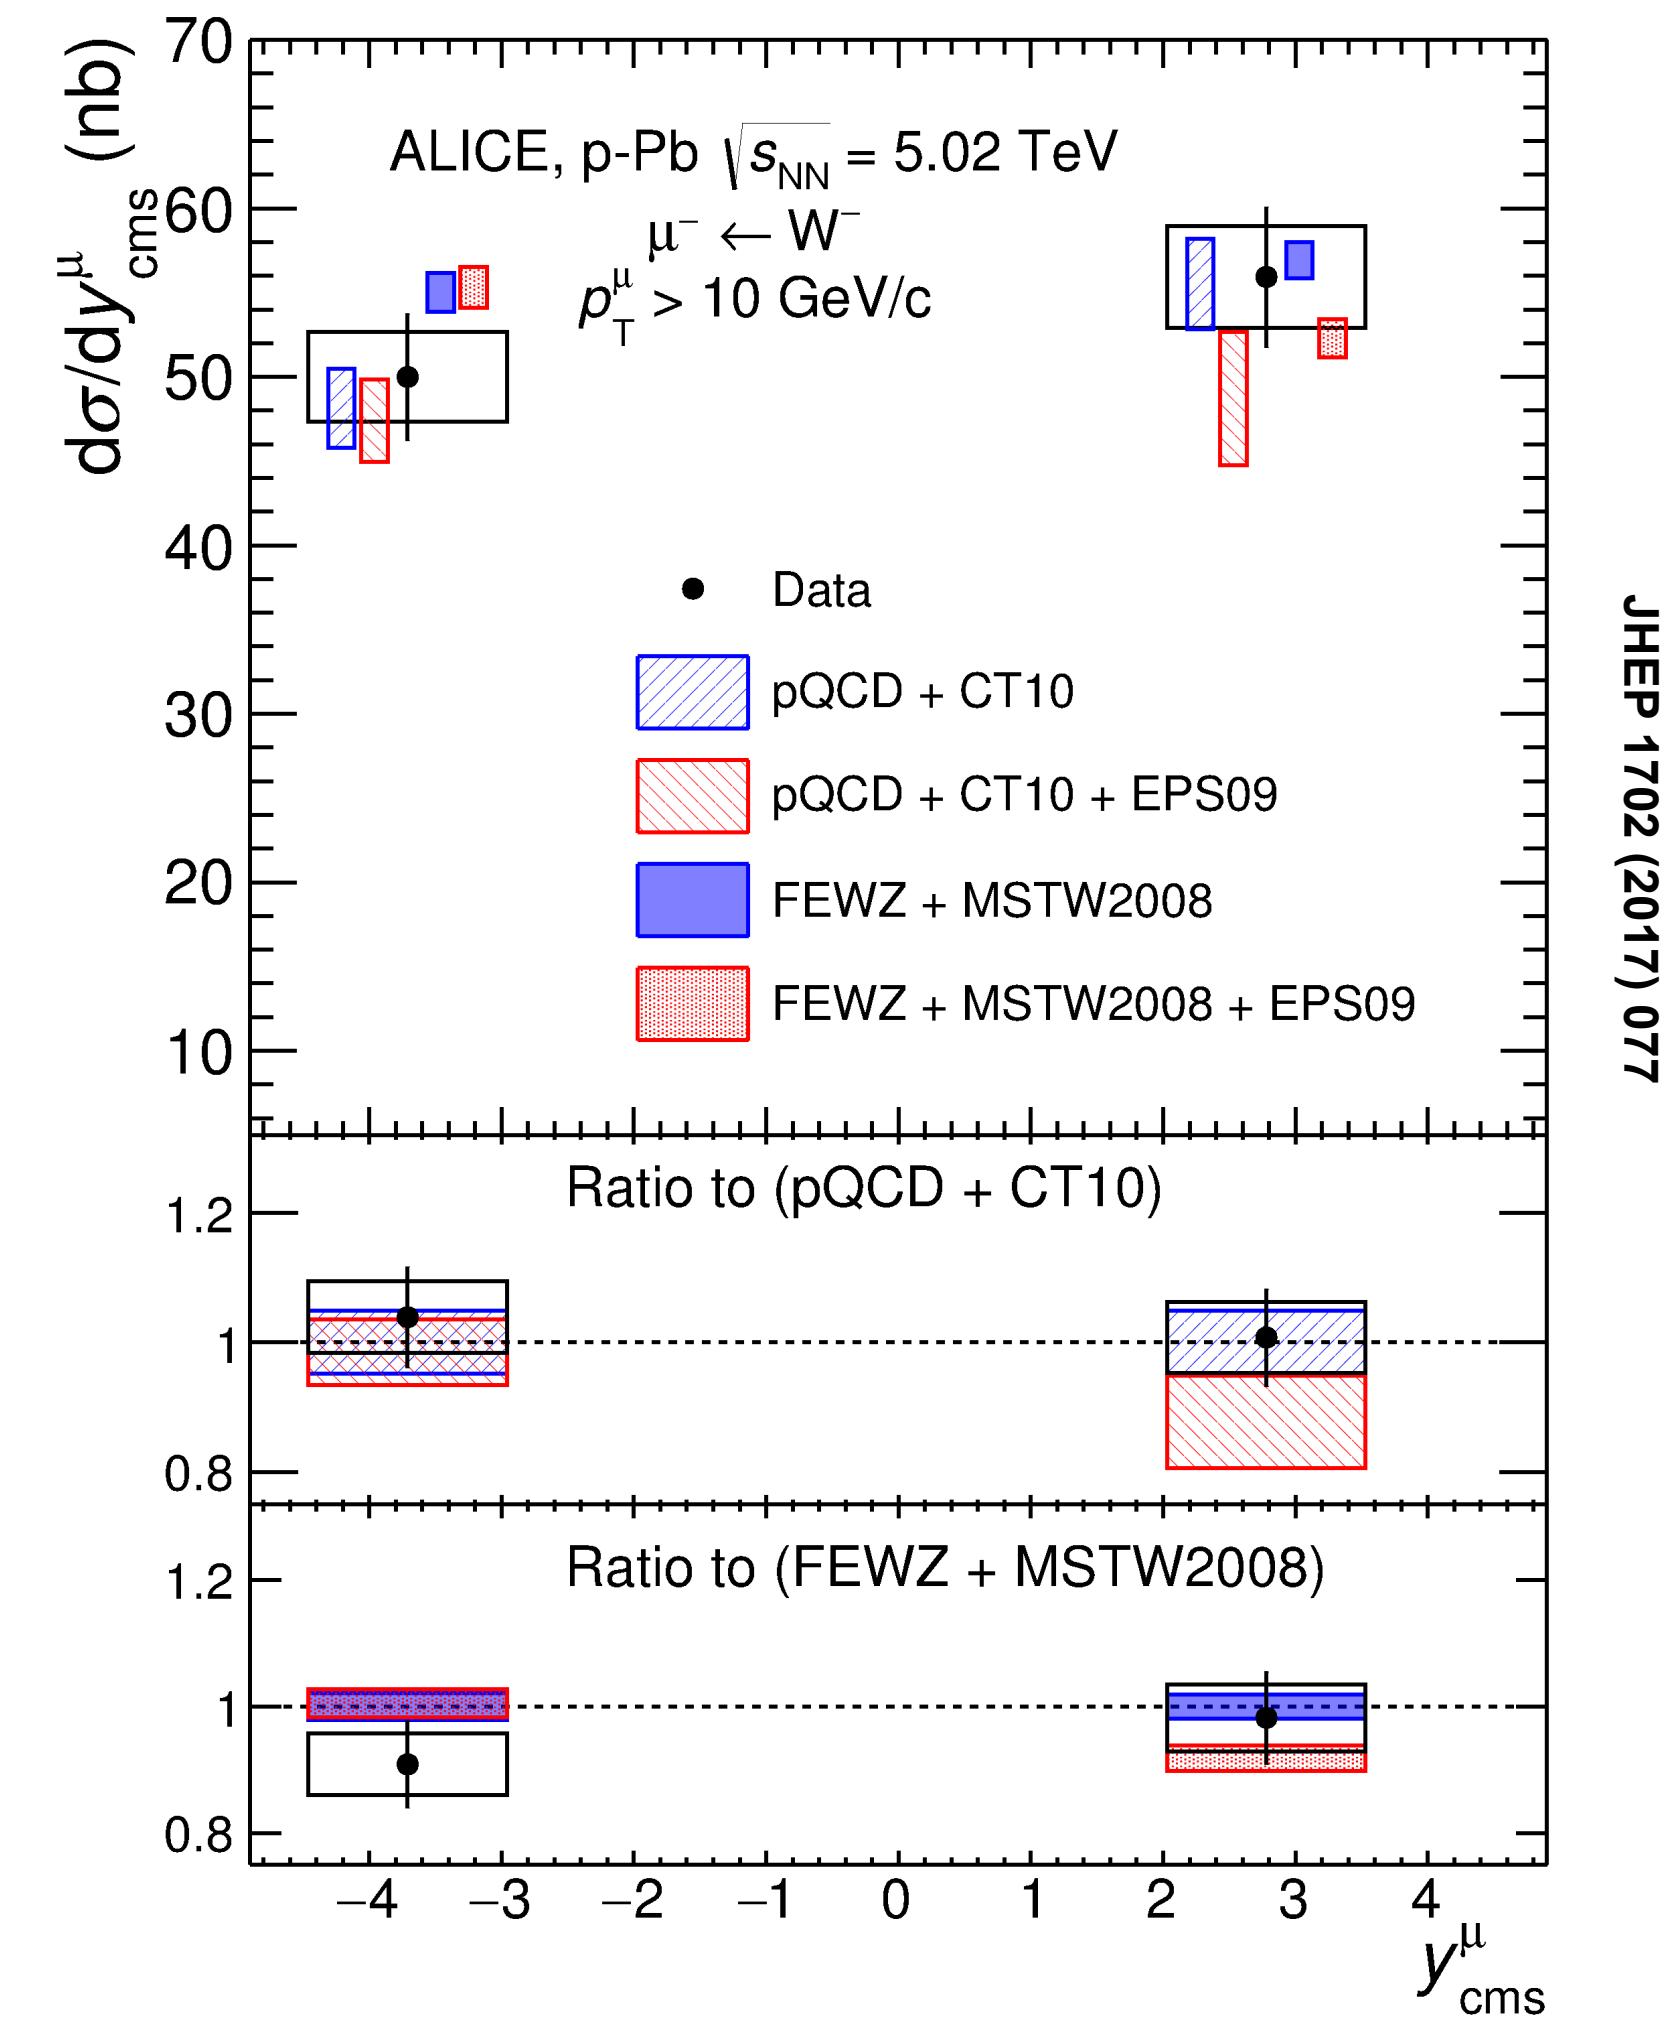 dσ/dy^μ_cms (nb)
70
60
50
40
30
20
10
ALICE, p-Pb √s_NN = 5.02 TeV
μ⁻ ← W⁻
p_T^μ > 10 GeV/c
Data
pQCD + CT10
pQCD + CT10 + EPS09
FEWZ + MSTW2008
FEWZ + MSTW2008 + EPS09
JHEP 1702 (2017) 077
Ratio to (pQCD + CT10)
1.2
1
0.8
Ratio to (FEWZ + MSTW2008)
1.2
1
0.8
−4 −3 −2 −1 0 1 2 3 4
y^μ_cms